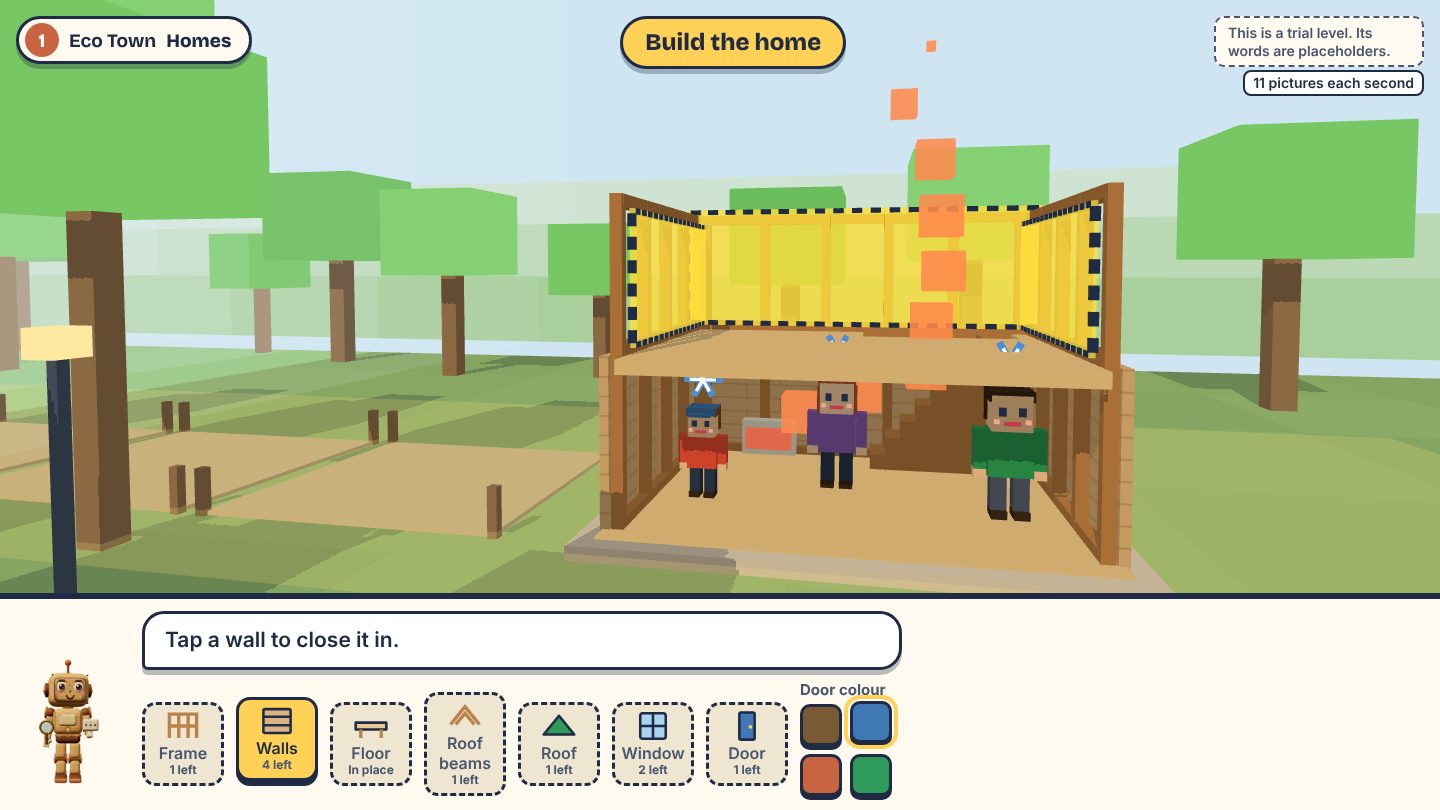 1 Eco Town Homes
Build the home
This is a trial level. Its
words are placeholders.
11 pictures each second
Tap a wall to close it in.
Door colour
Frame
1 left
Walls
4 left
Floor
In place
Roof
beams
1 left
Roof
1 left
Window
2 left
Door
1 left